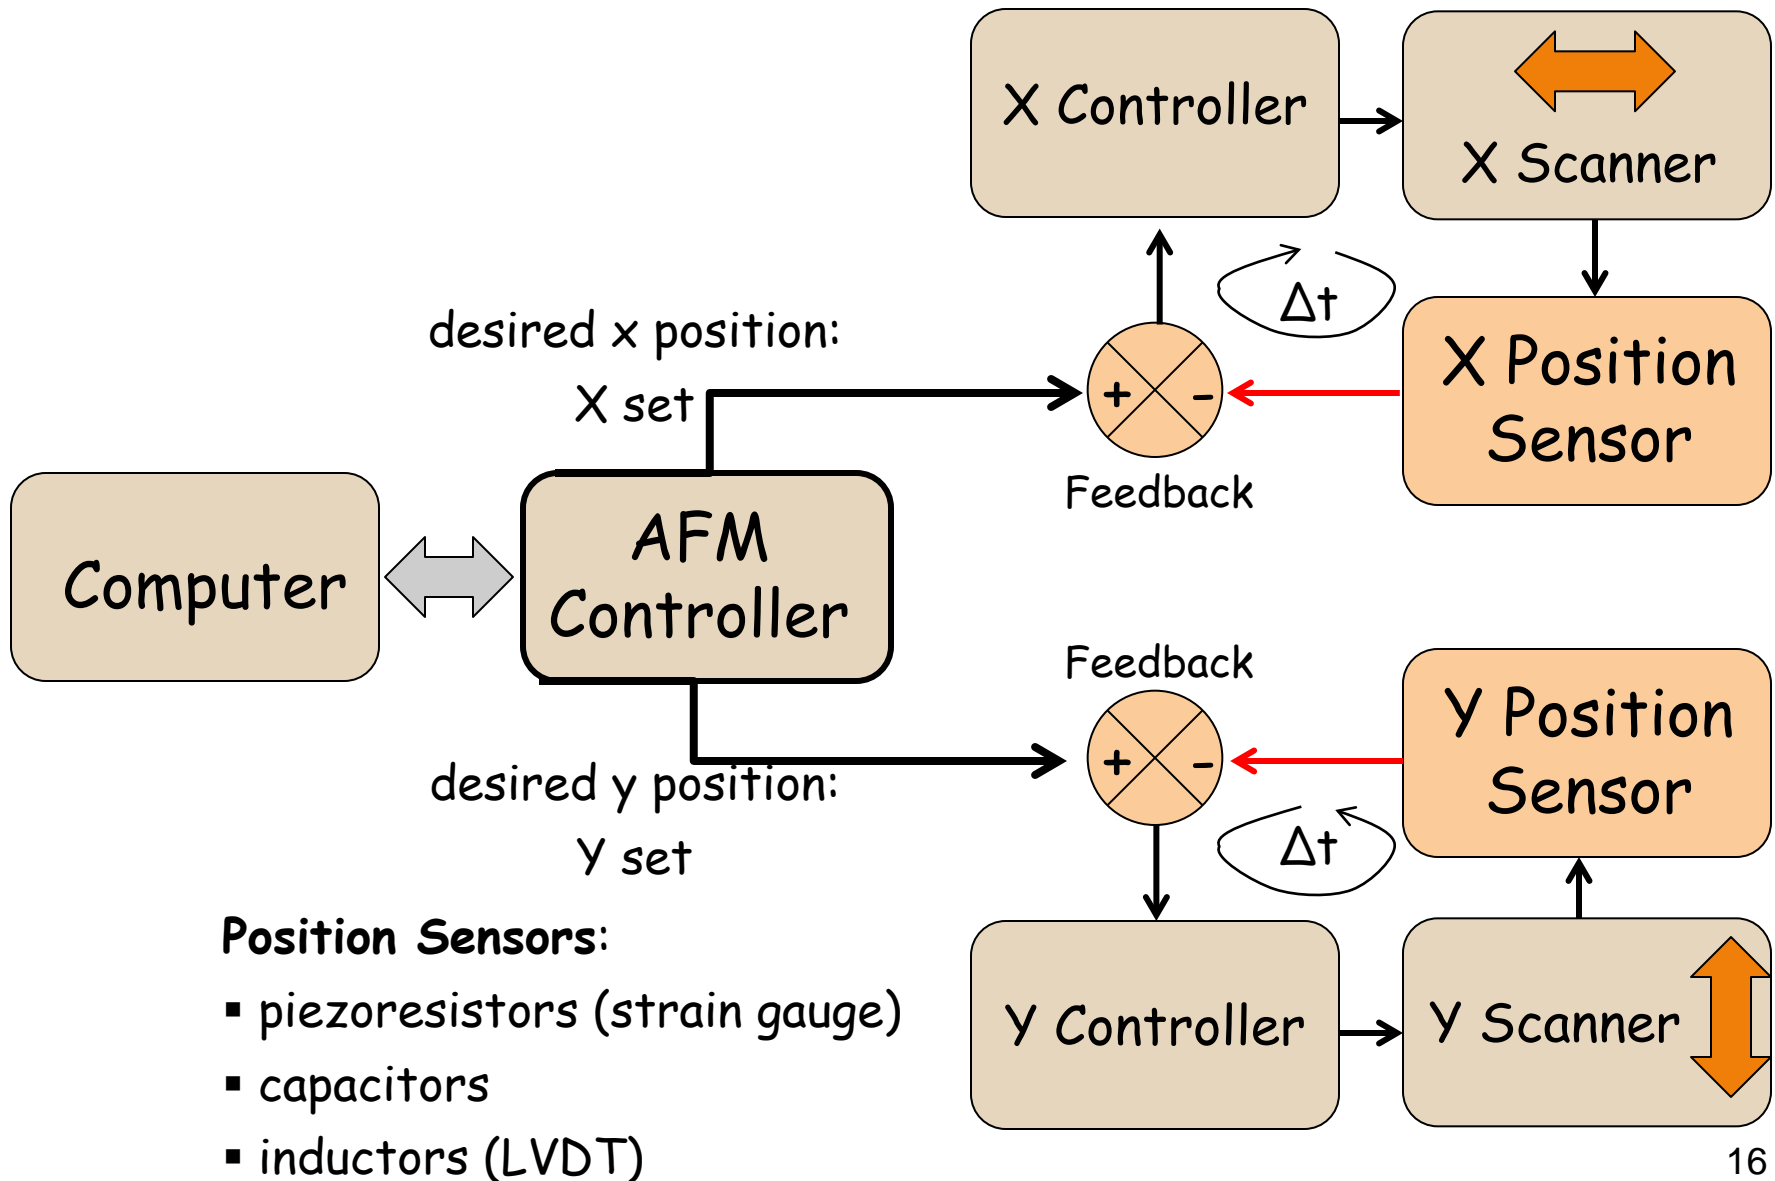 X Controller
X Scanner
Δt
desired x position:
X set
+ -
X Position
Sensor
Feedback
Computer
AFM
Controller
Feedback
Y Position
Sensor
+ -
desired y position:
Y set
Δt
Y Controller
Y Scanner
Position Sensors:
▪ piezoresistors (strain gauge)
▪ capacitors
▪ inductors (LVDT)
16